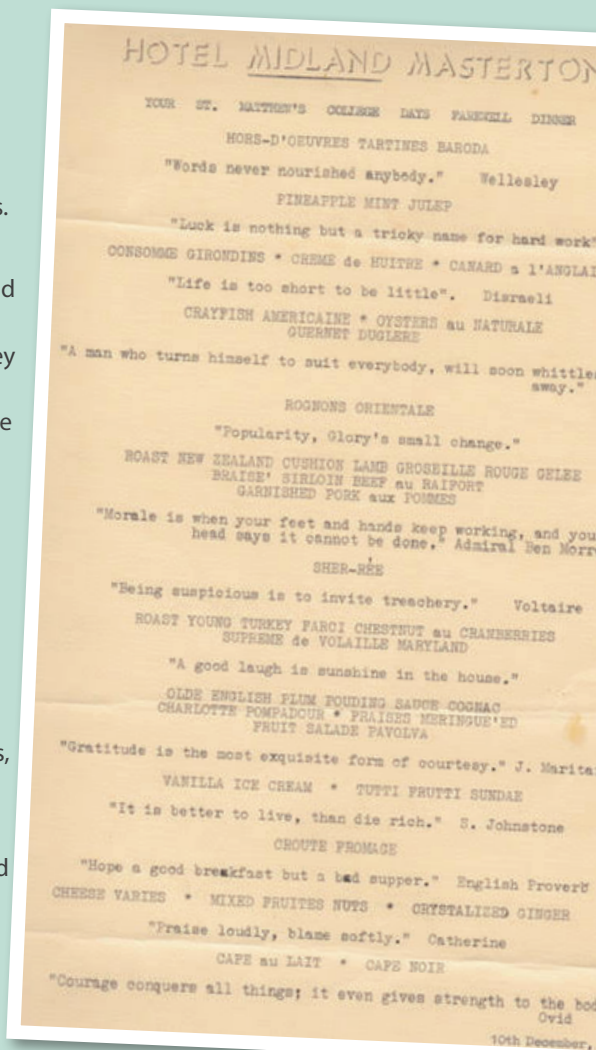 s.
d
ey
e
s,
d
HOTEL MIDLAND MASTERTON
YOUR ST. MATTHEW'S COLLEGE DAYS FAREWELL DINNER
HORS-D'OEUVRES TARTINES BARODA
"Words never nourished anybody." Wellesley
PINEAPPLE MINT JULEP
"Luck is nothing but a tricky name for hard work"
CONSOMME GIRONDINS * CREME de HUITRE * CANARD a l'ANGLAI
"Life is too short to be little". Disraeli
CRAYFISH AMERICAINE * OYSTERS au NATURALE
GUERNET DUGLERE
"A man who turns himself to suit everybody, will soon whittle
away."
ROGNONS ORIENTALE
"Popularity, Glory's small change."
ROAST NEW ZEALAND CUSHION LAMB GROSEILLE ROUGE GELEE
BRAISE' SIRLOIN BEEF au RAIFORT
GARNISHED PORK aux POMMES
"Morale is when your feet and hands keep working, and you
head says it cannot be done." Admiral Ben Morr
SHER-RÉE
"Being suspicious is to invite treachery." Voltaire
ROAST YOUNG TURKEY FARCI CHESTNUT au CRANBERRIES
SUPREME de VOLAILLE MARYLAND
"A good laugh is sunshine in the house."
OLDE ENGLISH PLUM POUDING SAUCE COGNAC
CHARLOTTE POMPADOUR * FRAISES MERINGUE'ED
FRUIT SALADE PAVOLVA
"Gratitude is the most exquisite form of courtesy." J. Marita
VANILLA ICE CREAM * TUTTI FRUTTI SUNDAE
"It is better to live, than die rich." S. Johnstone
CROUTE FROMAGE
"Hope a good breakfast but a bad supper." English Proverb
CHEESE VARIES * MIXED FRUITES NUTS * CRYSTALIZED GINGER
"Praise loudly, blame softly." Catherine
CAFE au LAIT * CAFE NOIR
"Courage conquers all things; it even gives strength to the bod
Ovid
10th December,